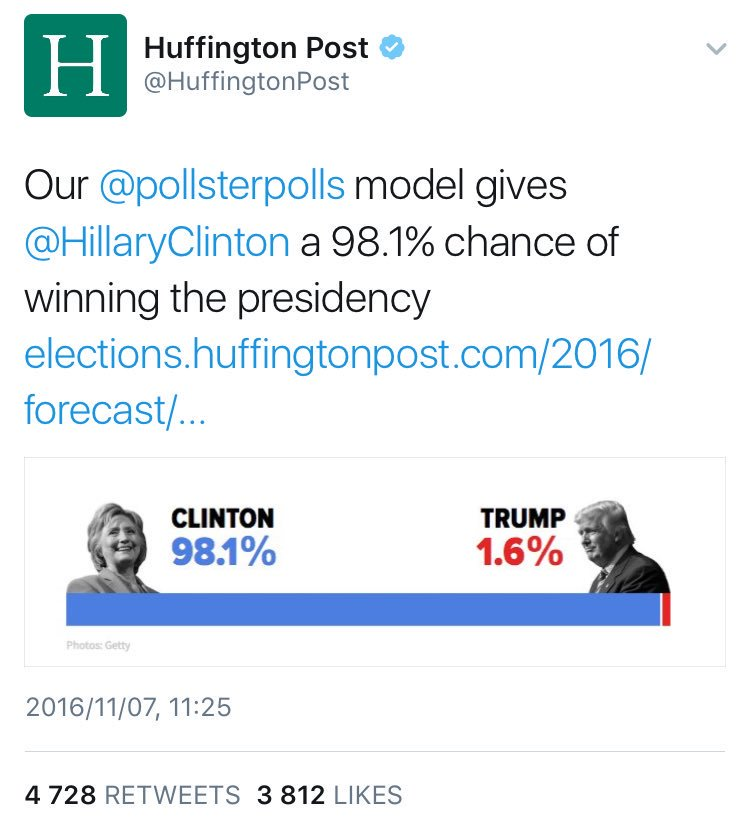 H
Huffington Post
@HuffingtonPost
Our @pollsterpolls model gives
@HillaryClinton a 98.1% chance of
winning the presidency
elections.huffingtonpost.com/2016/
forecast/...
CLINTON
98.1%
TRUMP
1.6%
Photos: Getty
2016/11/07, 11:25
4 728 RETWEETS 3 812 LIKES